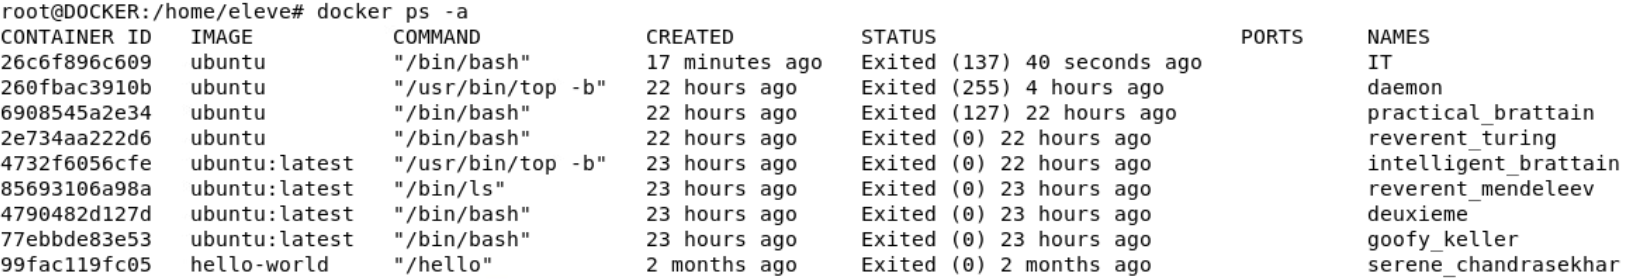 root@DOCKER:/home/eleve# docker ps -a
CONTAINER ID   IMAGE           COMMAND             CREATED          STATUS                        PORTS     NAMES
26c6f896c609   ubuntu          "/bin/bash"         17 minutes ago   Exited (137) 40 seconds ago             IT
260fbac3910b   ubuntu          "/usr/bin/top -b"   22 hours ago     Exited (255) 4 hours ago                daemon
6908545a2e34   ubuntu          "/bin/bash"         22 hours ago     Exited (127) 22 hours ago               practical_brattain
2e734aa222d6   ubuntu          "/bin/bash"         22 hours ago     Exited (0) 22 hours ago                 reverent_turing
4732f6056cfe   ubuntu:latest   "/usr/bin/top -b"   23 hours ago     Exited (0) 22 hours ago                 intelligent_brattain
85693106a98a   ubuntu:latest   "/bin/ls"           23 hours ago     Exited (0) 23 hours ago                 reverent_mendeleev
4790482d127d   ubuntu:latest   "/bin/bash"         23 hours ago     Exited (0) 23 hours ago                 deuxieme
77ebbde83e53   ubuntu:latest   "/bin/bash"         23 hours ago     Exited (0) 23 hours ago                 goofy_keller
99fac119fc05   hello-world     "/hello"            2 months ago     Exited (0) 2 months ago                 serene_chandrasekhar